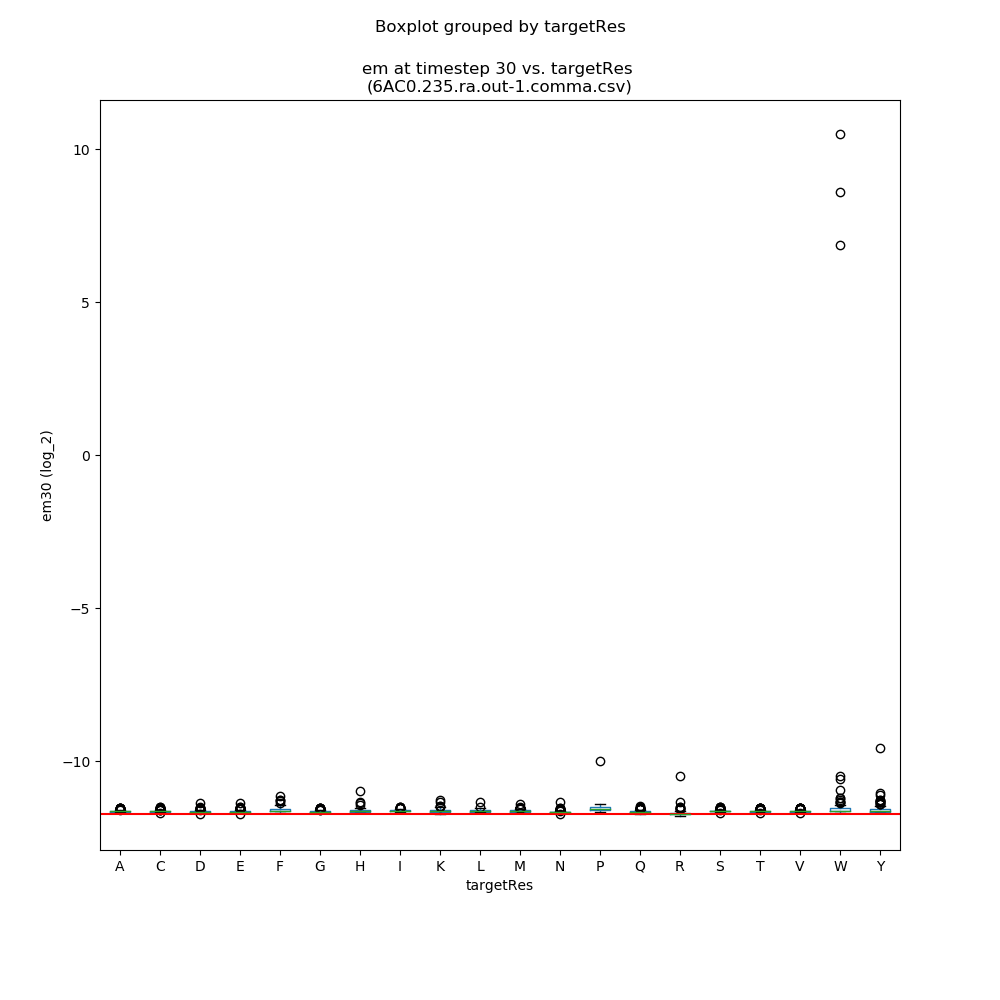 Boxplot grouped by targetRes
em at timestep 30 vs. targetRes
(6AC0.235.ra.out-1.comma.csv)
10
5
0
−5
−10
em30 (log_2)
A C D E F G H I K L M N P Q R S T V W Y
targetRes